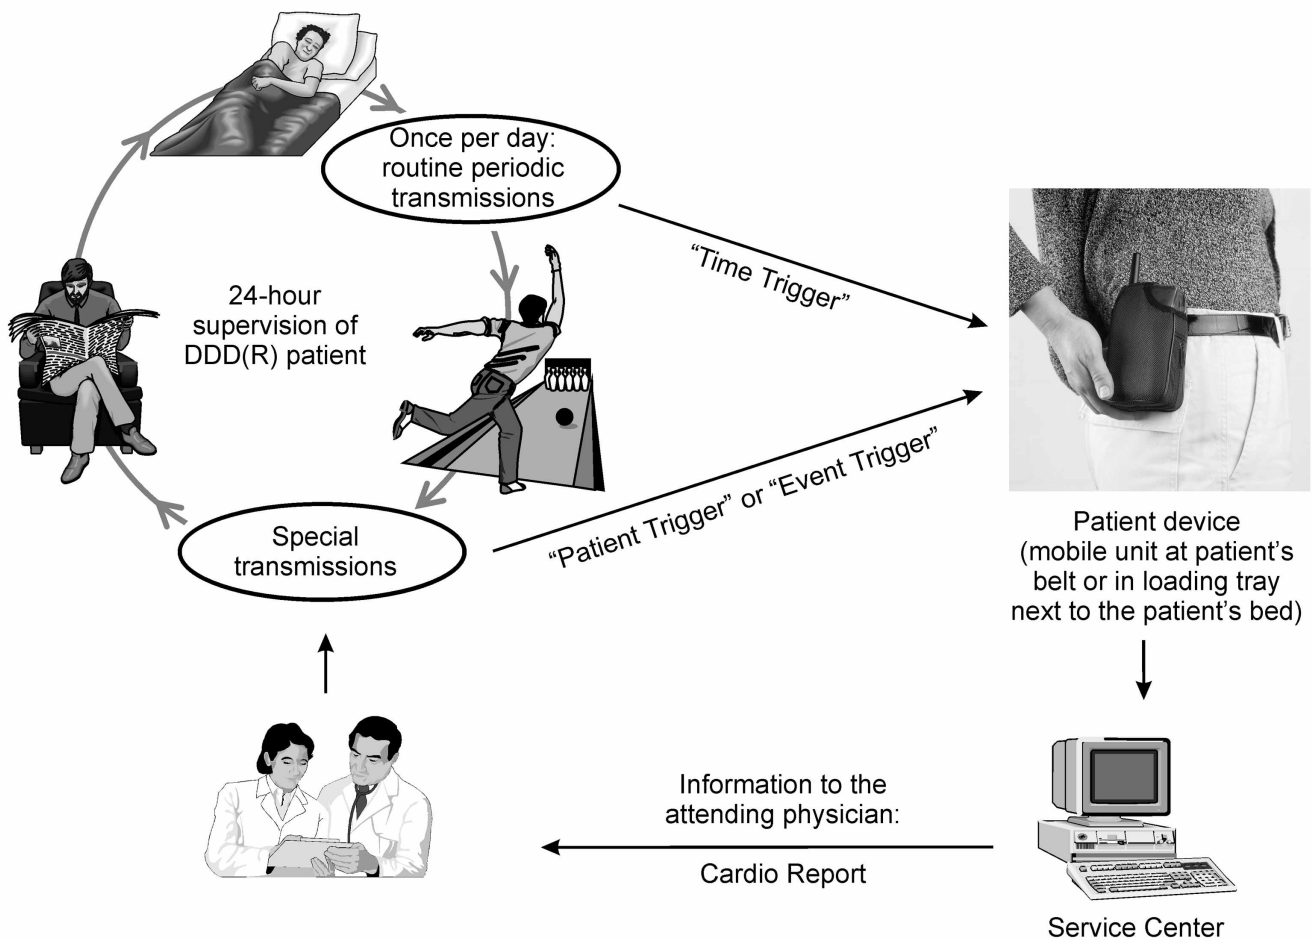 Once per day:
routine periodic
transmissions
“Time Trigger”
24-hour
supervision of
DDD(R) patient
“Patient Trigger” or “Event Trigger”
Special
transmissions
Patient device
(mobile unit at patient’s
belt or in loading tray
next to the patient’s bed)
Information to the
attending physician:
Cardio Report
Service Center